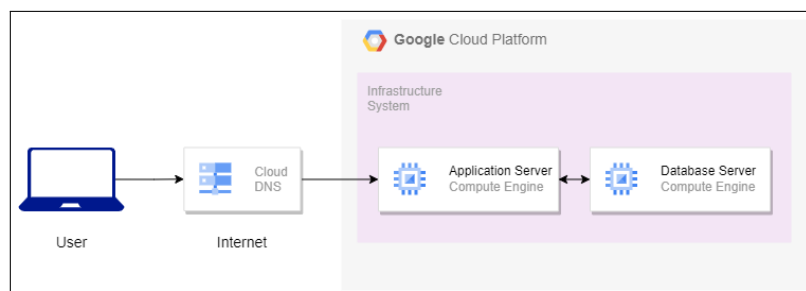 Google Cloud Platform
Infrastructure
System
Cloud
DNS
Application Server
Compute Engine
Database Server
Compute Engine
User
Internet